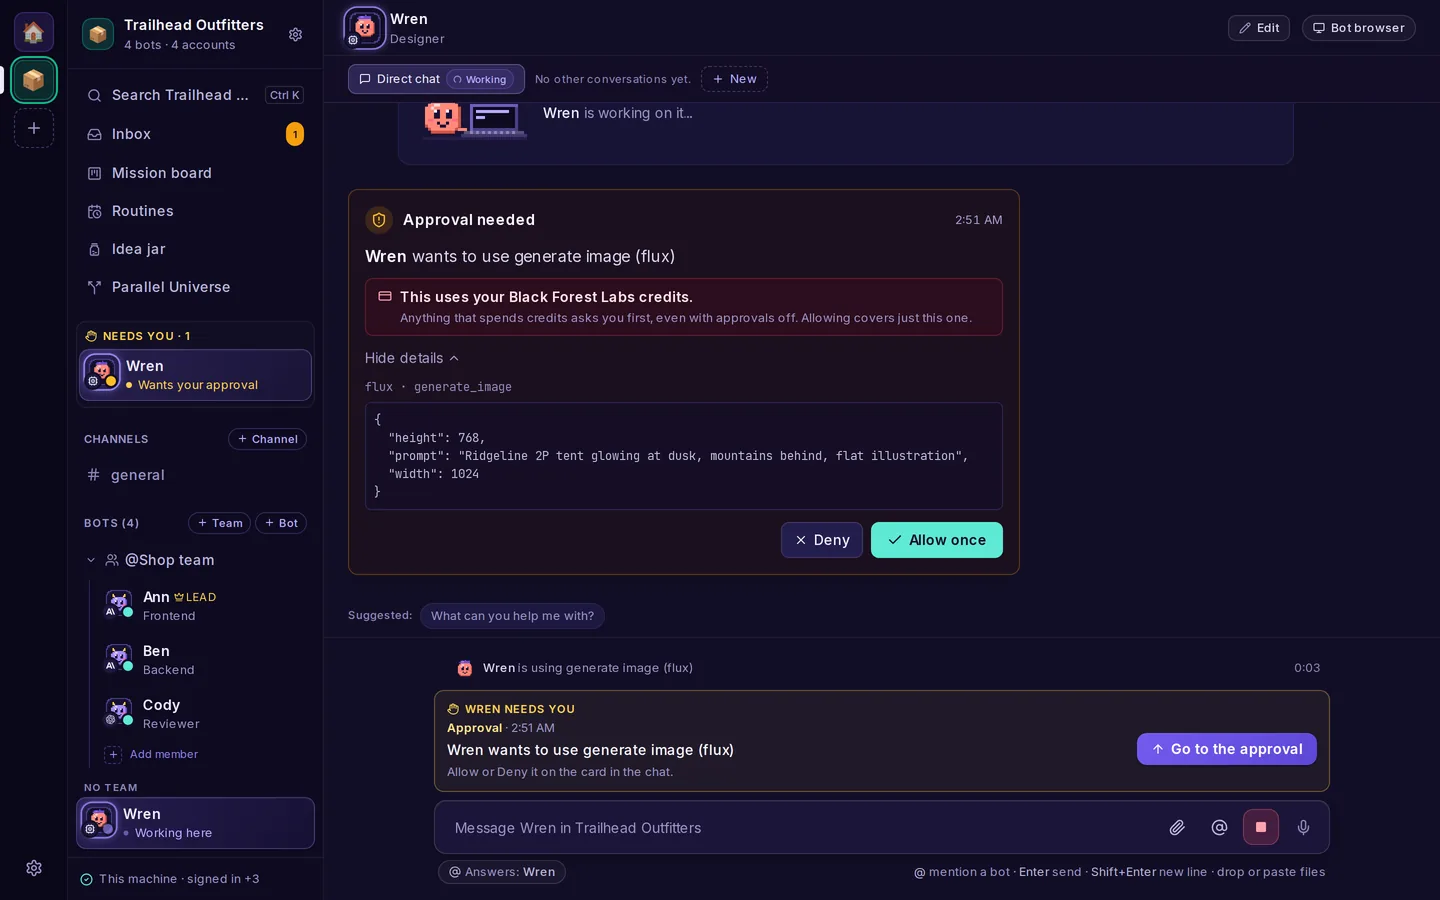 Trailhead Outfitters
4 bots · 4 accounts
Search Trailhead ...
Ctrl K
Inbox
1
Mission board
Routines
Idea jar
Parallel Universe
NEEDS YOU · 1
Wren
Wants your approval
CHANNELS
+ Channel
# general
BOTS (4)
+ Team
+ Bot
@Shop team
Ann LEAD
Frontend
Ben
Backend
Cody
Reviewer
+ Add member
NO TEAM
Wren
Working here
This machine · signed in +3
Wren
Designer
Edit
Bot browser
Direct chat
Working
No other conversations yet.
+ New
Wren is working on it...
Approval needed
2:51 AM
Wren wants to use generate image (flux)
This uses your Black Forest Labs credits.
Anything that spends credits asks you first, even with approvals off. Allowing covers just this one.
Hide details
flux · generate_image
{
"height": 768,
"prompt": "Ridgeline 2P tent glowing at dusk, mountains behind, flat illustration",
"width": 1024
}
Deny
Allow once
Suggested:
What can you help me with?
Wren is using generate image (flux)
0:03
WREN NEEDS YOU
Approval · 2:51 AM
Wren wants to use generate image (flux)
Allow or Deny it on the card in the chat.
Go to the approval
Message Wren in Trailhead Outfitters
@ Answers: Wren
@ mention a bot · Enter send · Shift+Enter new line · drop or paste files